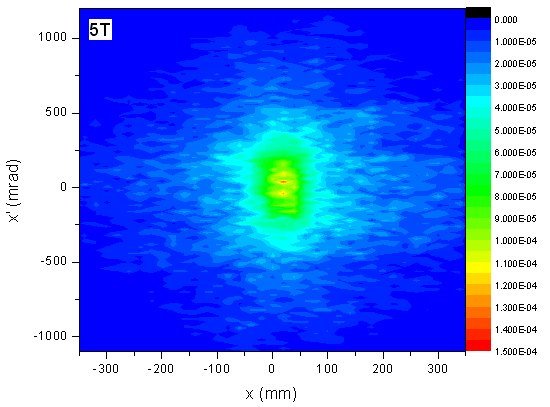 5T
x' (mrad)
1000
500
0
-500
-1000
-300 -200 -100 0 100 200 300
x (mm)
0.000
1.000E-05
2.000E-05
3.000E-05
4.000E-05
5.000E-05
6.000E-05
7.000E-05
8.000E-05
9.000E-05
1.000E-04
1.100E-04
1.200E-04
1.300E-04
1.400E-04
1.500E-04